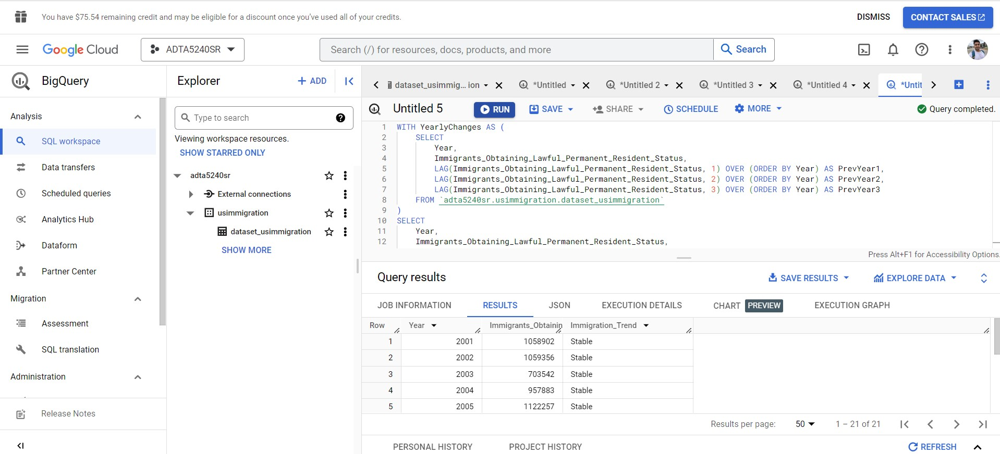 You have $75.54 remaining credit and may be eligible for a discount once you've used all of your credits.
DISMISS
CONTACT SALES
Google Cloud
ADTA5240SR
Search (/) for resources, docs, products, and more
Search
BigQuery
Analysis
SQL workspace
Data transfers
Scheduled queries
Analytics Hub
Dataform
Partner Center
Migration
Assessment
SQL translation
Administration
Release Notes
Explorer
+ ADD
Type to search
Viewing workspace resources.
SHOW STARRED ONLY
adta5240sr
External connections
usimmigration
dataset_usimmigration
SHOW MORE
dataset_usimmig... ion
*Untitled
*Untitled 2
*Untitled 3
*Untitled 4
*Untit
Untitled 5
RUN
SAVE
SHARE
SCHEDULE
MORE
Query completed.
1 WITH YearlyChanges AS (
2 SELECT
3 Year,
4 Immigrants_Obtaining_Lawful_Permanent_Resident_Status,
5 LAG(Immigrants_Obtaining_Lawful_Permanent_Resident_Status, 1) OVER (ORDER BY Year) AS PrevYear1,
6 LAG(Immigrants_Obtaining_Lawful_Permanent_Resident_Status, 2) OVER (ORDER BY Year) AS PrevYear2,
7 LAG(Immigrants_Obtaining_Lawful_Permanent_Resident_Status, 3) OVER (ORDER BY Year) AS PrevYear3
8 FROM `adta5240sr.usimmigration.dataset_usimmigration`
9 )
10 SELECT
11 Year,
12 Immigrants_Obtaining_Lawful_Permanent_Resident_Status,
Press Alt+F1 for Accessibility Options.
Query results
SAVE RESULTS
EXPLORE DATA
JOB INFORMATION
RESULTS
JSON
EXECUTION DETAILS
CHART PREVIEW
EXECUTION GRAPH
Row Year Immigrants_Obtainin Immigration_Trend
1 2001 1058902 Stable
2 2002 1059356 Stable
3 2003 703542 Stable
4 2004 957883 Stable
5 2005 1122257 Stable
Results per page: 50 1 – 21 of 21
PERSONAL HISTORY
PROJECT HISTORY
REFRESH